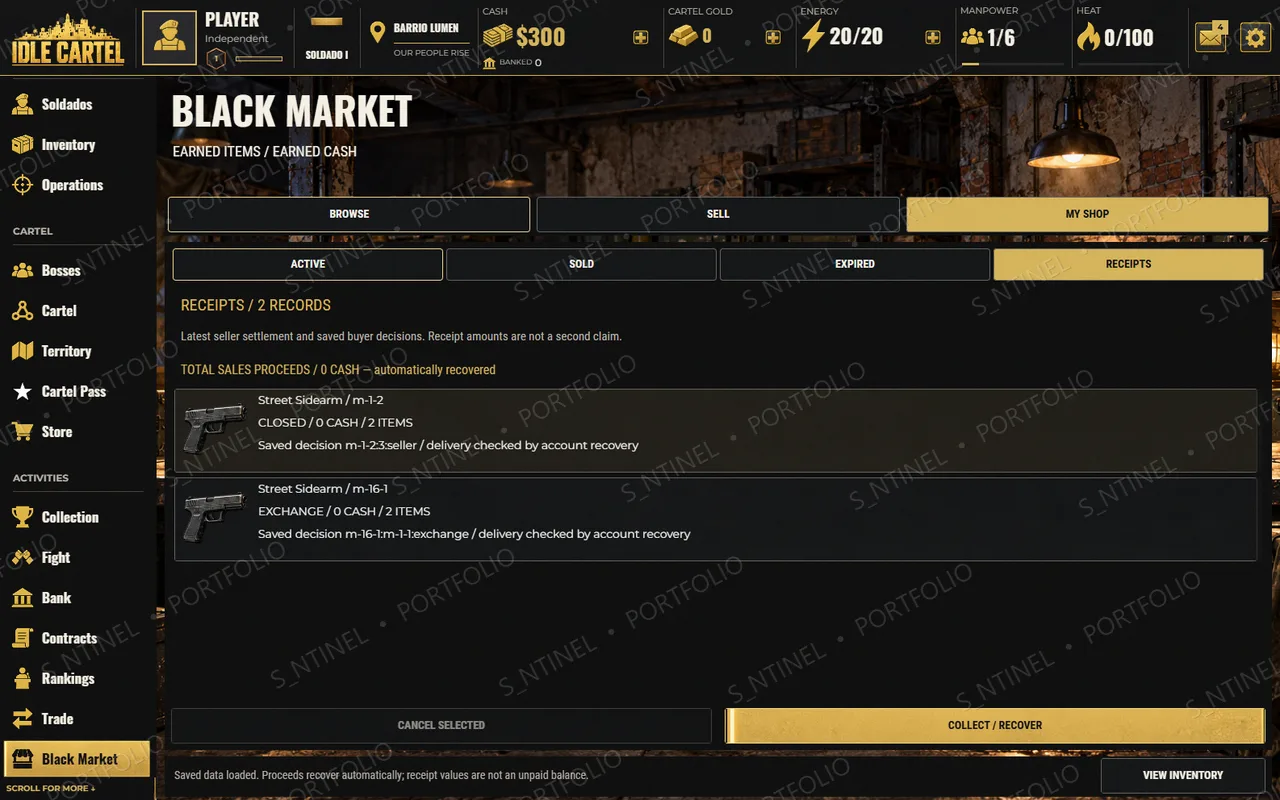 IDLE CARTEL
PLAYER
Independent
1
SOLDADO I
BARRIO LUMEN
OUR PEOPLE RISE
CASH
$300
BANKED 0
CARTEL GOLD
0
ENERGY
20/20
MANPOWER
1/6
HEAT
0/100
4
Soldados
Inventory
Operations
CARTEL
Bosses
Cartel
Territory
Cartel Pass
Store
ACTIVITIES
Collection
Fight
Bank
Contracts
Rankings
Trade
Black Market
SCROLL FOR MORE ↓
BLACK MARKET
EARNED ITEMS / EARNED CASH
BROWSE
SELL
MY SHOP
ACTIVE
SOLD
EXPIRED
RECEIPTS
RECEIPTS / 2 RECORDS
Latest seller settlement and saved buyer decisions. Receipt amounts are not a second claim.
TOTAL SALES PROCEEDS / 0 CASH — automatically recovered
Street Sidearm / m-1-2
CLOSED / 0 CASH / 2 ITEMS
Saved decision m-1-2:3:seller / delivery checked by account recovery
Street Sidearm / m-16-1
EXCHANGE / 0 CASH / 2 ITEMS
Saved decision m-16-1:m-1-1:exchange / delivery checked by account recovery
CANCEL SELECTED
COLLECT / RECOVER
Saved data loaded. Proceeds recover automatically; receipt values are not an unpaid balance.
VIEW INVENTORY
S_NTINEL • PORTFOLIO